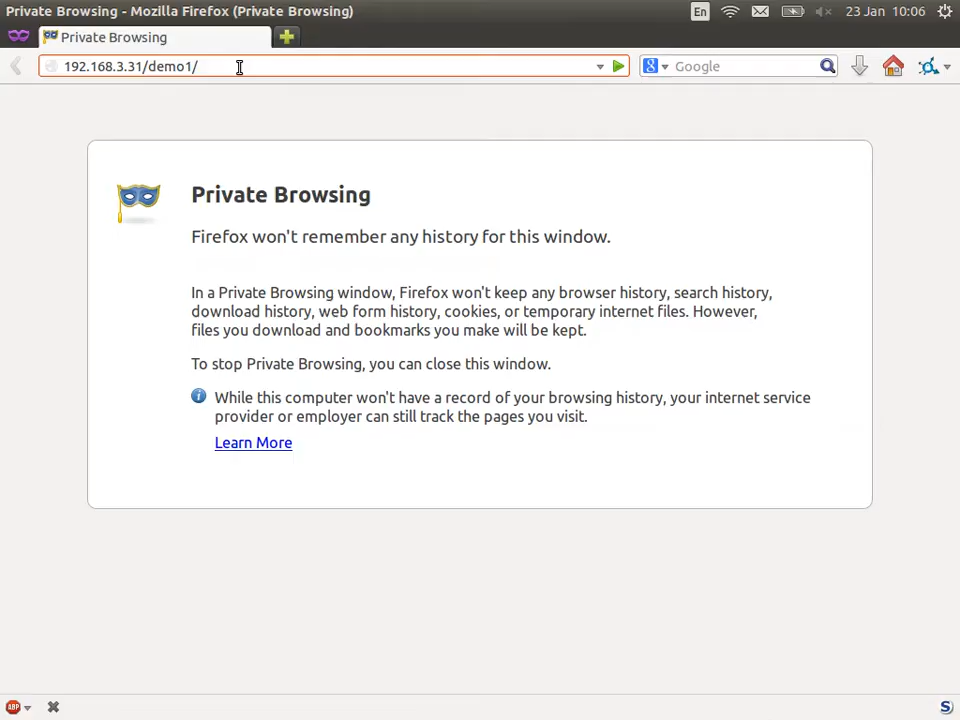 Private Browsing - Mozilla Firefox (Private Browsing)
En
23 Jan 10:06
Private Browsing
192.168.3.31/demo1/
8
Google
Private Browsing
Firefox won't remember any history for this window.
In a Private Browsing window, Firefox won't keep any browser history, search history,
download history, web form history, cookies, or temporary internet files. However,
files you download and bookmarks you make will be kept.
To stop Private Browsing, you can close this window.
i
While this computer won't have a record of your browsing history, your internet service
provider or employer can still track the pages you visit.
Learn More
ABP
S